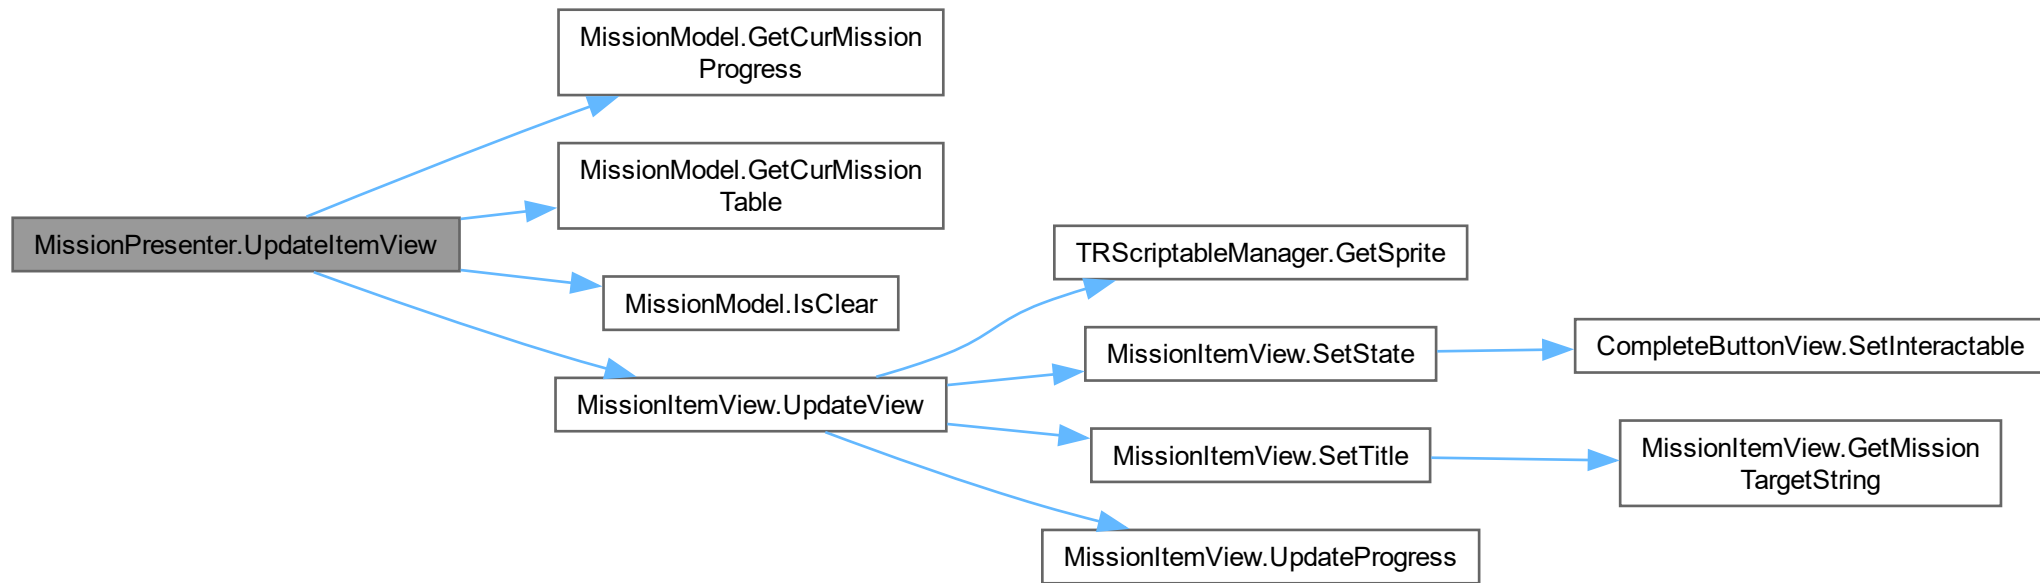 MissionModel.GetCurMission
Progress
MissionModel.GetCurMission
Table
MissionPresenter.UpdateItemView
MissionModel.IsClear
MissionItemView.UpdateView
TRScriptableManager.GetSprite
MissionItemView.SetState
CompleteButtonView.SetInteractable
MissionItemView.SetTitle
MissionItemView.GetMission
TargetString
MissionItemView.UpdateProgress